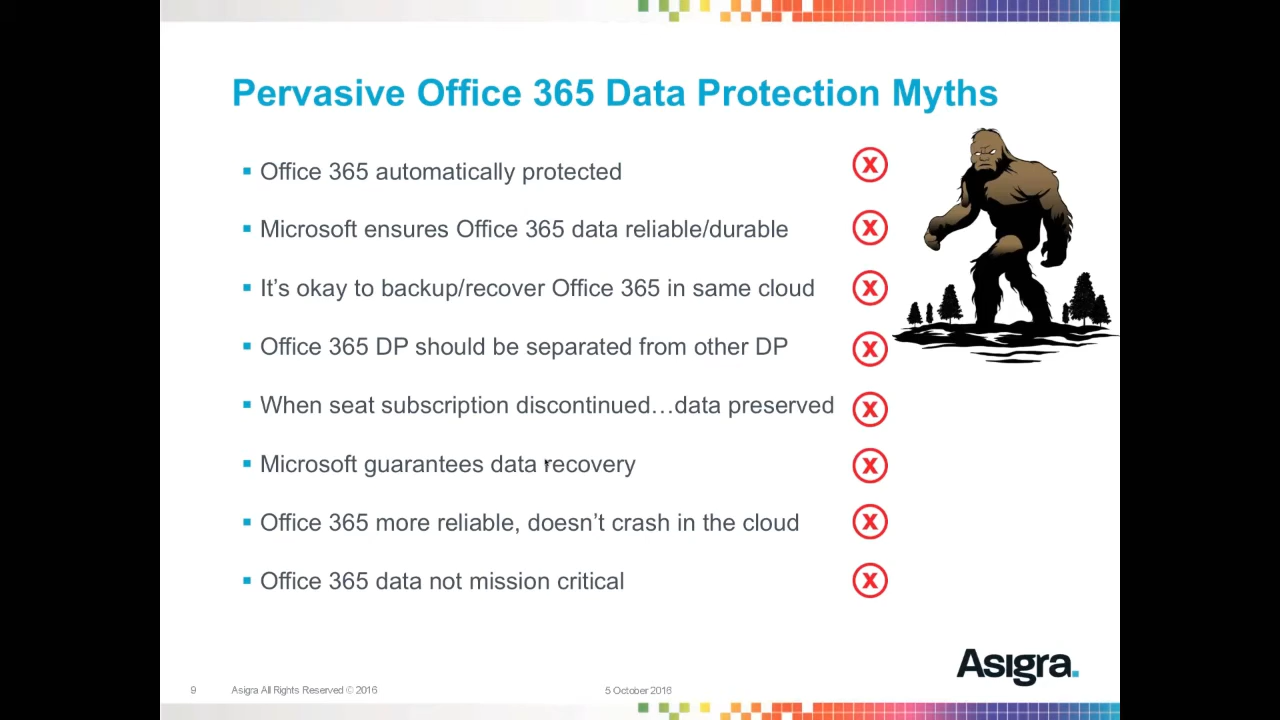 Pervasive Office 365 Data Protection Myths
▪ Office 365 automatically protected X
▪ Microsoft ensures Office 365 data reliable/durable X
▪ It’s okay to backup/recover Office 365 in same cloud X
▪ Office 365 DP should be separated from other DP X
▪ When seat subscription discontinued…data preserved X
▪ Microsoft guarantees data recovery X
▪ Office 365 more reliable, doesn’t crash in the cloud X
▪ Office 365 data not mission critical X
Asigra.
9 Asigra All Rights Reserved © 2016 5 October 2016